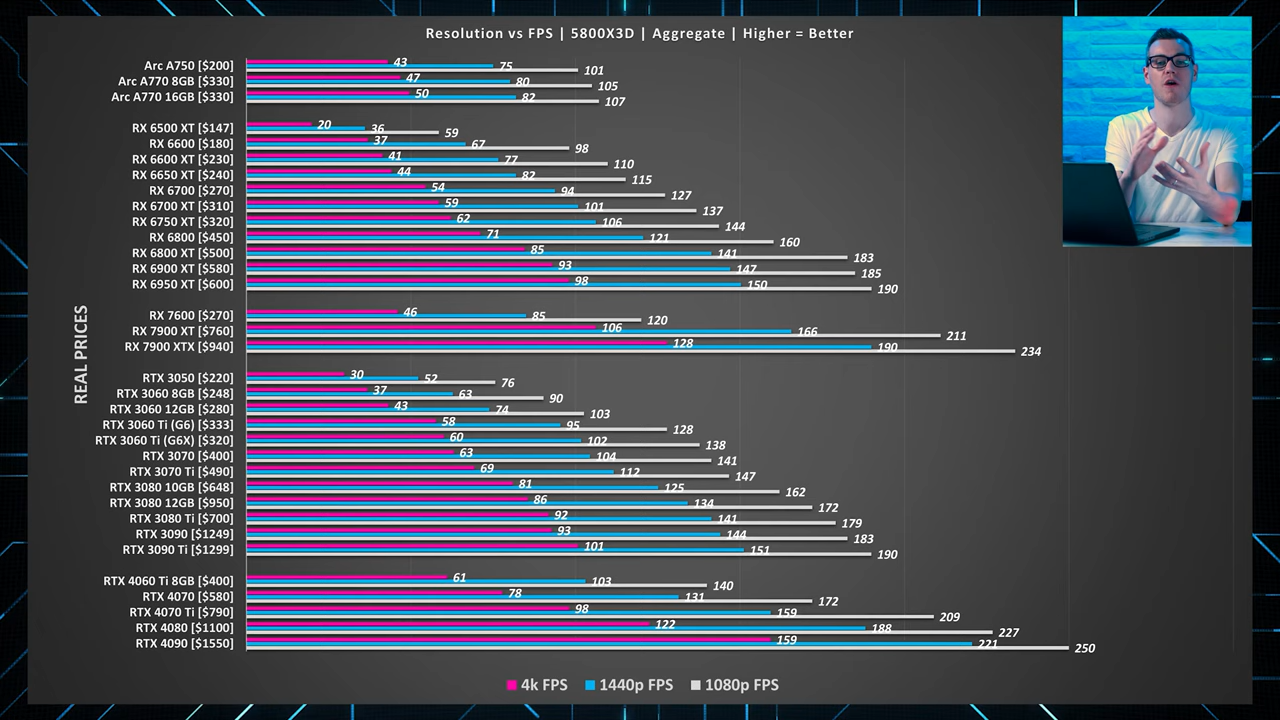 Resolution vs FPS | 5800X3D | Aggregate | Higher = Better
REAL PRICES
Arc A750 [$200] 43 75 101
Arc A770 8GB [$330] 47 80 105
Arc A770 16GB [$330] 50 82 107
RX 6500 XT [$147] 20 36 59
RX 6600 [$180] 37 67 98
RX 6600 XT [$230] 41 77 110
RX 6650 XT [$240] 44 82 115
RX 6700 [$270] 54 94 127
RX 6700 XT [$310] 59 101 137
RX 6750 XT [$320] 62 106 144
RX 6800 [$450] 71 121 160
RX 6800 XT [$500] 85 141 183
RX 6900 XT [$580] 93 147 185
RX 6950 XT [$600] 98 150 190
RX 7600 [$270] 46 85 120
RX 7900 XT [$760] 106 166 211
RX 7900 XTX [$940] 128 190 234
RTX 3050 [$220] 30 52 76
RTX 3060 8GB [$248] 37 63 90
RTX 3060 12GB [$280] 43 74 103
RTX 3060 Ti (G6) [$333] 58 95 128
RTX 3060 Ti (G6X) [$320] 60 102 138
RTX 3070 [$400] 63 104 141
RTX 3070 Ti [$490] 69 112 147
RTX 3080 10GB [$648] 81 125 162
RTX 3080 12GB [$950] 86 134 172
RTX 3080 Ti [$700] 92 141 179
RTX 3090 [$1249] 93 144 183
RTX 3090 Ti [$1299] 101 151 190
RTX 4060 Ti 8GB [$400] 61 103 140
RTX 4070 [$580] 78 131 172
RTX 4070 Ti [$790] 98 159 209
RTX 4080 [$1100] 122 188 227
RTX 4090 [$1550] 159 221 250
4k FPS 1440p FPS 1080p FPS